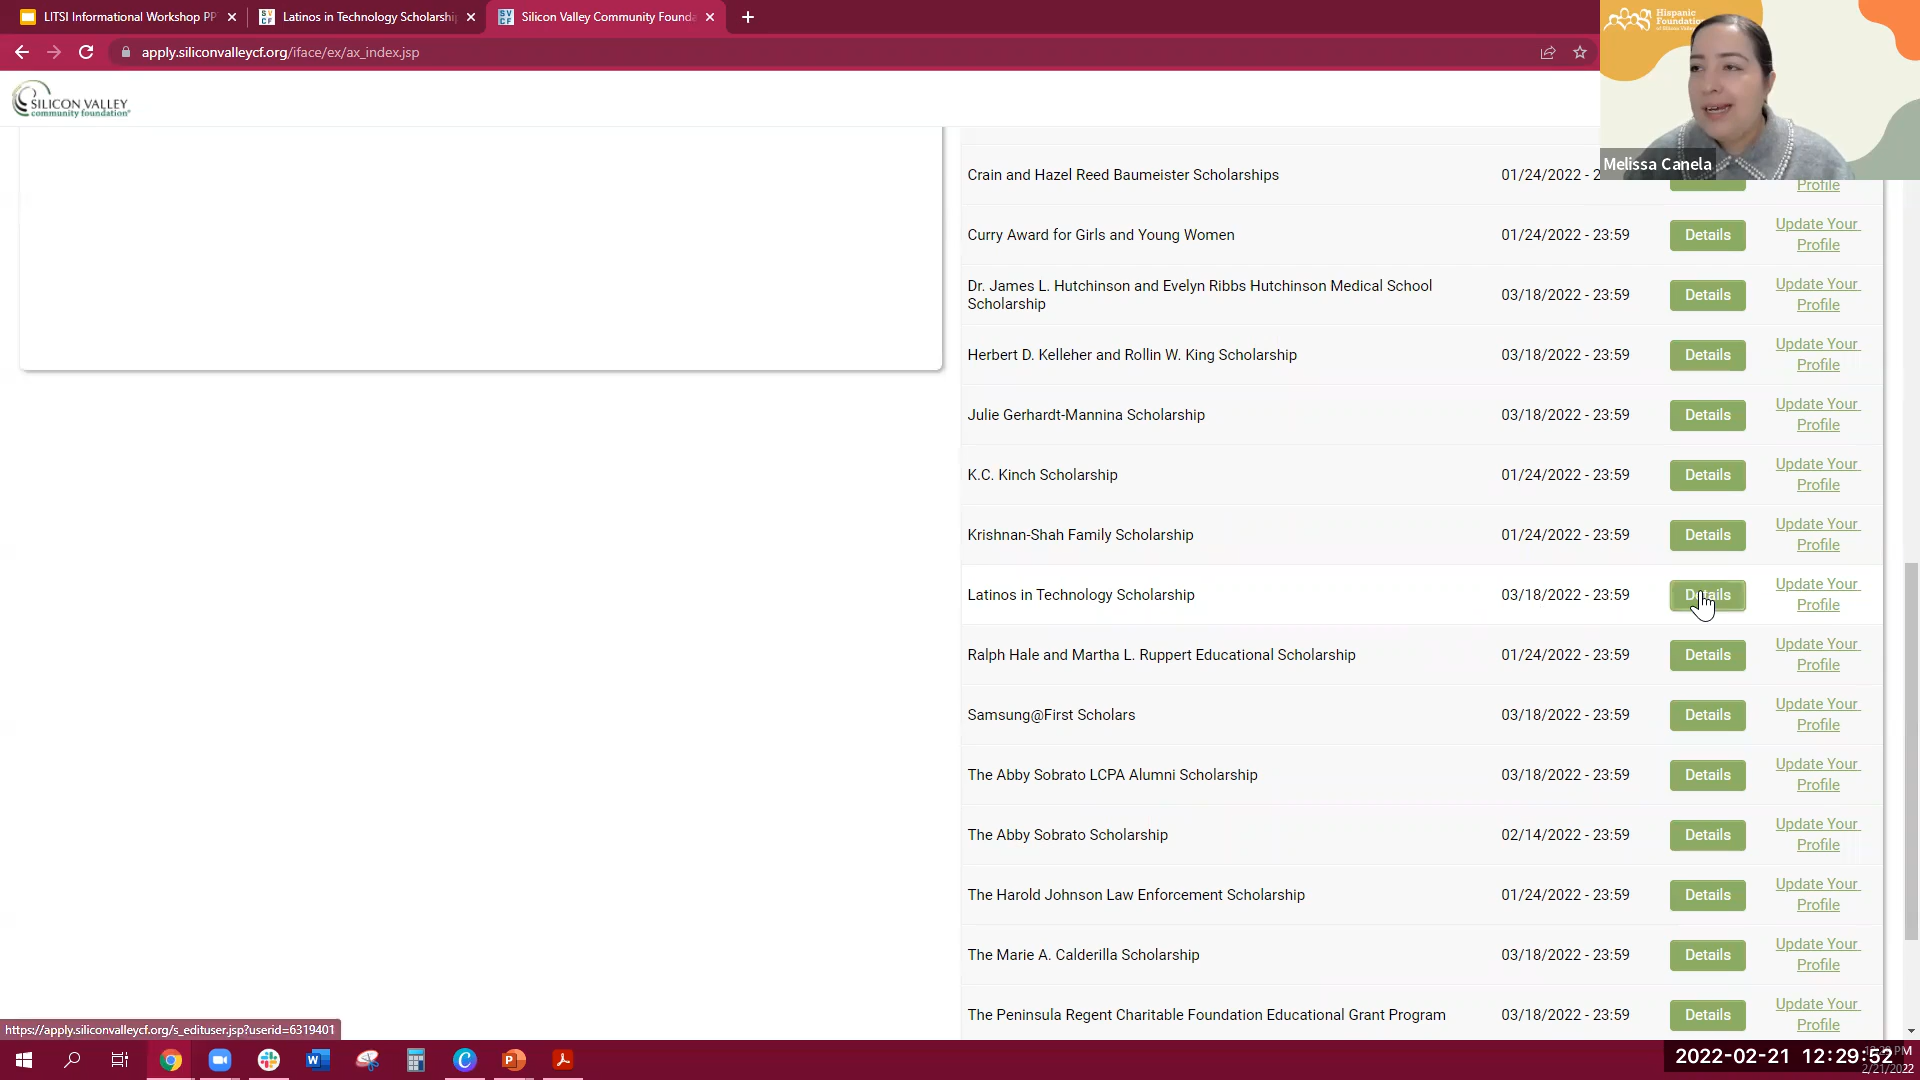 LITSI Informational Workshop PP
Latinos in Technology Scholarship
Silicon Valley Community Founda
apply.siliconvalleycf.org/iface/ex/ax_index.jsp
Hispanic
Foundation
Melissa Canela
SILICON VALLEY
community foundation
Profile
Crain and Hazel Reed Baumeister Scholarships 01/24/2022 - 2
Curry Award for Girls and Young Women 01/24/2022 - 23:59 Details Update Your Profile
Dr. James L. Hutchinson and Evelyn Ribbs Hutchinson Medical School
Scholarship 03/18/2022 - 23:59 Details Update Your Profile
Herbert D. Kelleher and Rollin W. King Scholarship 03/18/2022 - 23:59 Details Update Your Profile
Julie Gerhardt-Mannina Scholarship 03/18/2022 - 23:59 Details Update Your Profile
K.C. Kinch Scholarship 01/24/2022 - 23:59 Details Update Your Profile
Krishnan-Shah Family Scholarship 01/24/2022 - 23:59 Details Update Your Profile
Latinos in Technology Scholarship 03/18/2022 - 23:59 Details Update Your Profile
Ralph Hale and Martha L. Ruppert Educational Scholarship 01/24/2022 - 23:59 Details Update Your Profile
Samsung@First Scholars 03/18/2022 - 23:59 Details Update Your Profile
The Abby Sobrato LCPA Alumni Scholarship 03/18/2022 - 23:59 Details Update Your Profile
The Abby Sobrato Scholarship 02/14/2022 - 23:59 Details Update Your Profile
The Harold Johnson Law Enforcement Scholarship 01/24/2022 - 23:59 Details Update Your Profile
The Marie A. Calderilla Scholarship 03/18/2022 - 23:59 Details Update Your Profile
The Peninsula Regent Charitable Foundation Educational Grant Program 03/18/2022 - 23:59 Details Update Your Profile
https://apply.siliconvalleycf.org/s_edituser.jsp?userid=6319401
2022-02-21 12:29:52
PM
2/21/2022